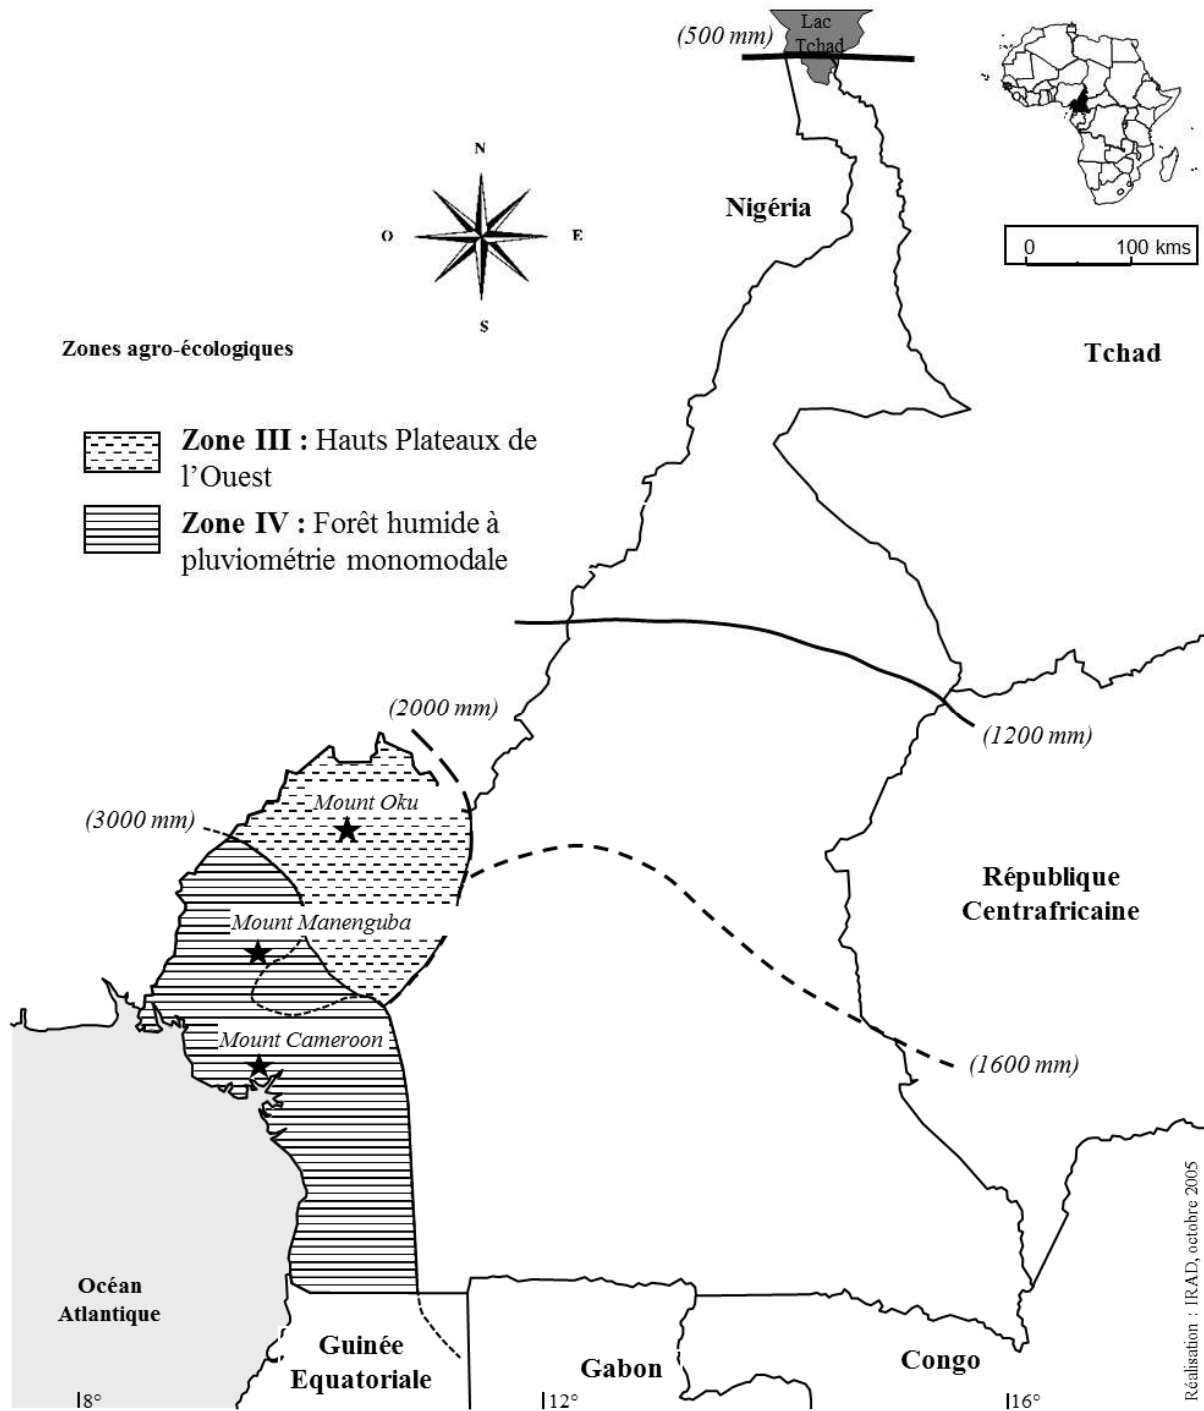 Lac
Tchad
(500 mm)
N
O
E
S
Nigéria
0 100 kms
Zones agro-écologiques
Tchad
Zone III : Hauts Plateaux de
l’Ouest
Zone IV : Forêt humide à
pluviométrie monomodale
(2000 mm)
(1200 mm)
Mount Oku
(3000 mm)
République
Centrafricaine
Mount Manenguba
Mount Cameroon
(1600 mm)
Océan
Atlantique
Guinée
Equatoriale
Gabon
Congo
8°
12°
16°
Réalisation : IRAD, octobre 2005